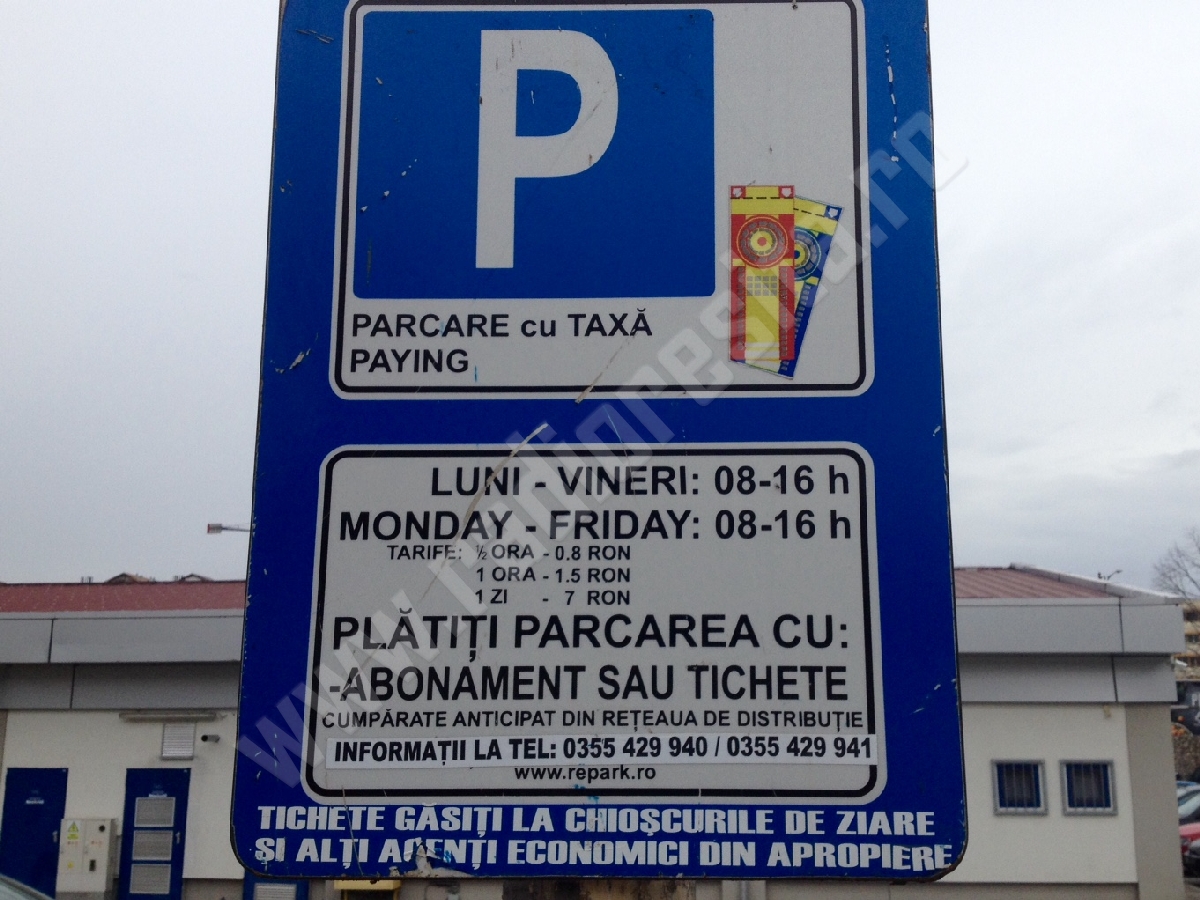 P
PARCARE cu TAXĂ
PAYING
LUNI - VINERI: 08-16 h
MONDAY - FRIDAY: 08-16 h
TARIFE: ½ ORA - 0.8 RON
1 ORA - 1.5 RON
1 ZI - 7 RON
PLĂTIȚI PARCAREA CU:
-ABONAMENT SAU TICHETE
CUMPĂRATE ANTICIPAT DIN REȚEAUA DE DISTRIBUȚIE
INFORMAȚII LA TEL: 0355 429 940 / 0355 429 941
www.repark.ro
TICHETE GĂSIȚI LA CHIOȘCURILE DE ZIARE
ȘI ALȚI AGENȚI ECONOMICI DIN APROPIERE
www.radioresita.ro